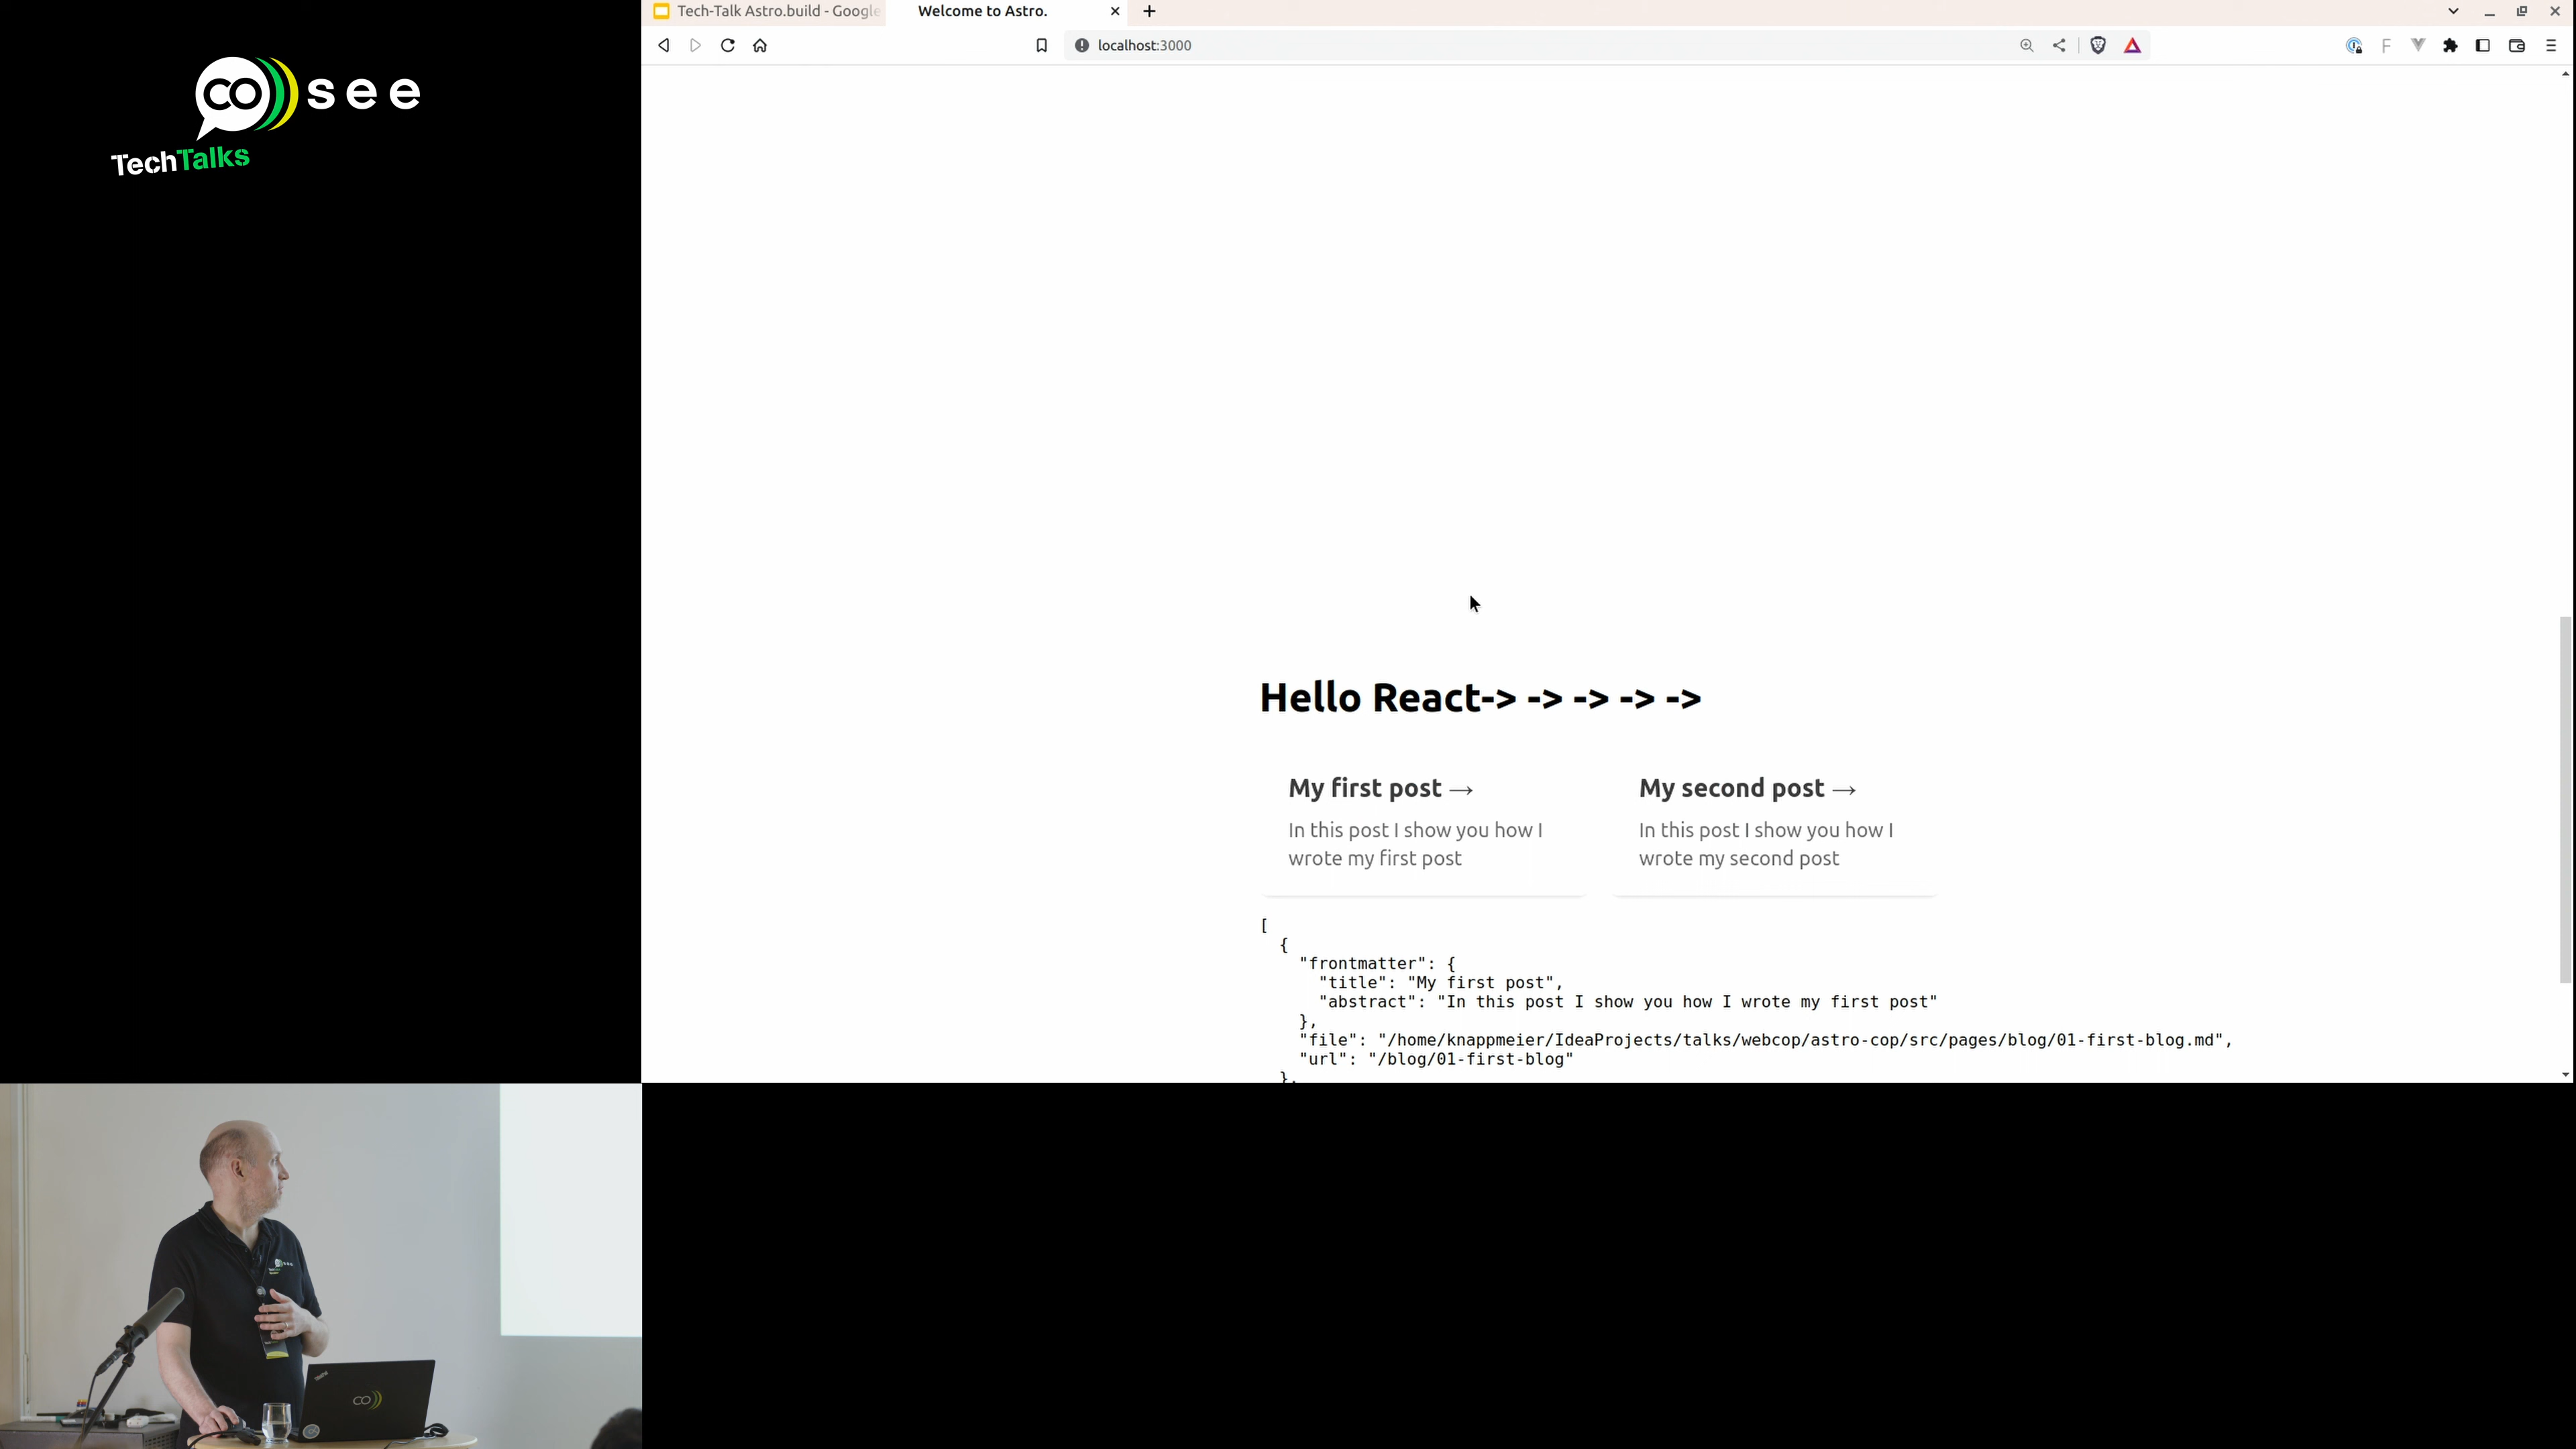 co see
TechTalks
Tech-Talk Astro.build - Google
Welcome to Astro.
localhost:3000
Hello React-> -> -> -> ->
My first post →
In this post I show you how I
wrote my first post
My second post →
In this post I show you how I
wrote my second post
[
{
"frontmatter": {
"title": "My first post",
"abstract": "In this post I show you how I wrote my first post"
},
"file": "/home/knappmeier/IdeaProjects/talks/webcop/astro-cop/src/pages/blog/01-first-blog.md",
"url": "/blog/01-first-blog"
},
co